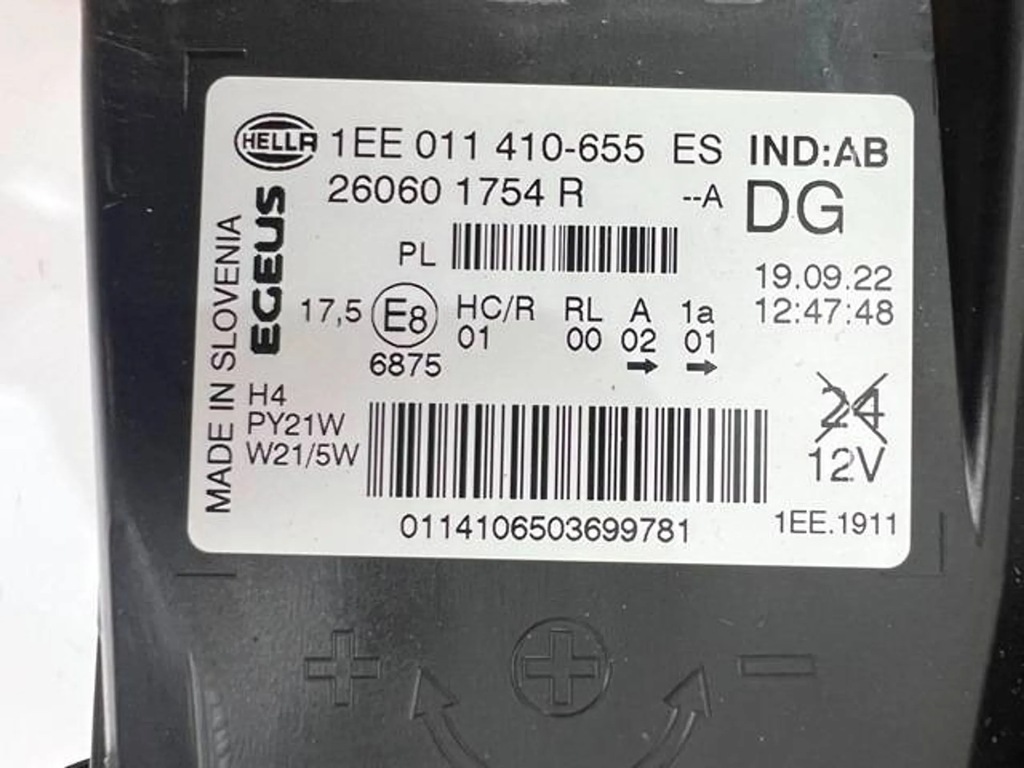 HELLA 1EE 011 410-655 ES IND:AB
26060 1754 R --A DG
PL
19.09.22
12:47:48
17,5 E8 HC/R RL A 1a
01 00 02 01
6875
MADE IN SLOVENIA
EGEUS
H4
PY21W
W21/5W
24
12V
0114106503699781
1EE.1911